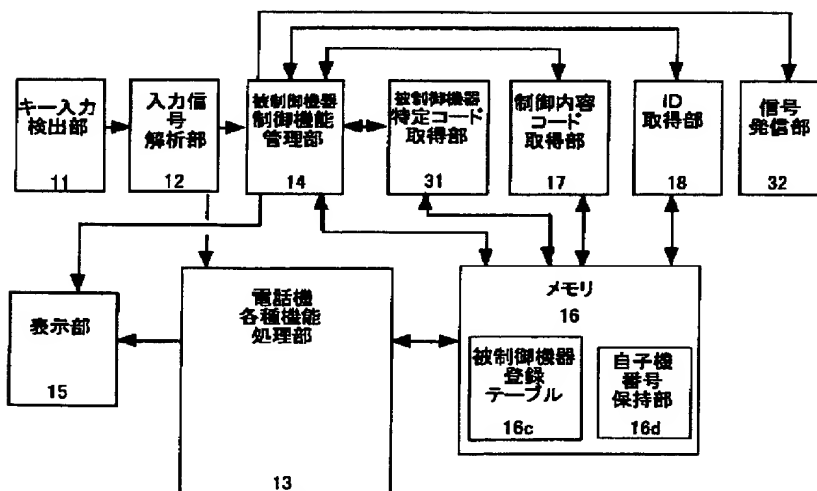 キー入力
検出部
11
入力信
号
解析部
12
被制御機器
制御機能
管理部
14
被制御機器
特定コード
取得部
31
制御内容
コード
取得部
17
ID
取得部
18
信号
発信部
32
表示部
15
電話機
各種機能
処理部
13
メモリ
16
被制御機器
登録
テーブル
16c
自子機
番号
保持部
16d